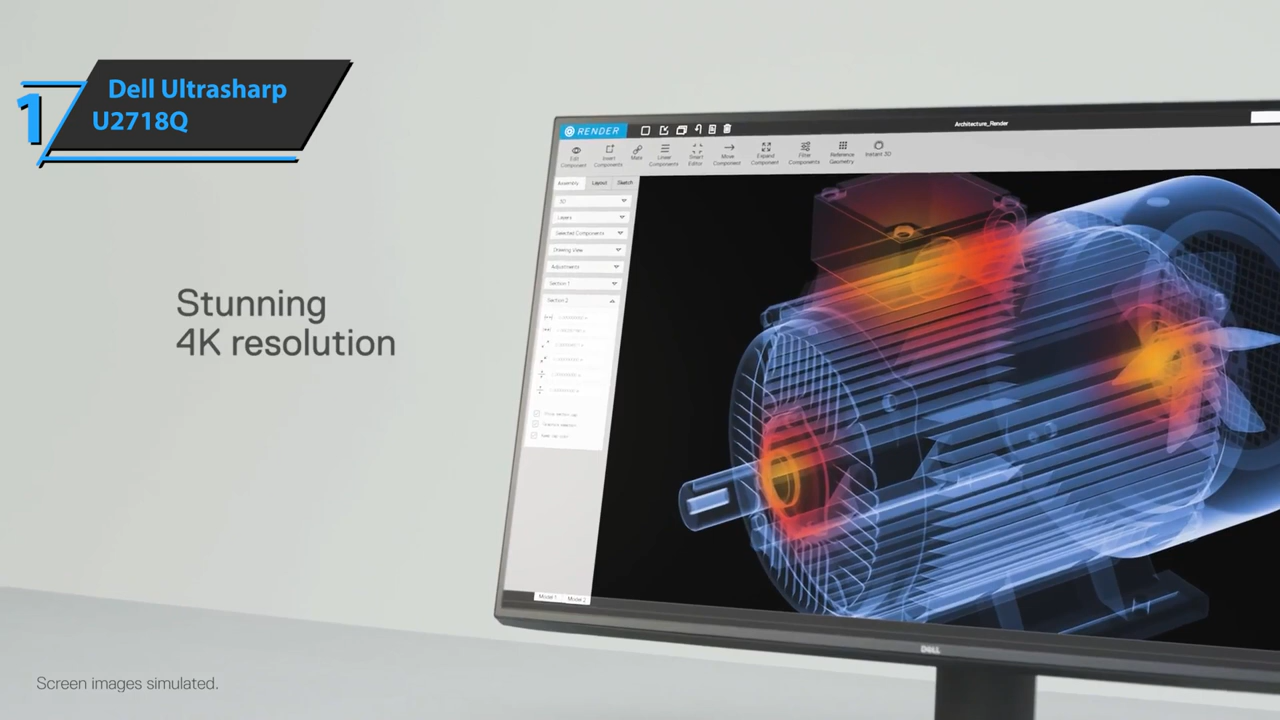 1
Dell Ultrasharp
U2718Q
Stunning
4K resolution
RENDER
Architecture_Render
Edit Component
Insert Components
Mate
Linear Components
Smart Editor
Move Component
Expand Component
Filter Components
Reference Geometry
Instant 3D
Assembly Layout Sketch
3D
Layers
Selected Components
Drawing View
Adjustments
Section 1
Section 2
Model 1 Model 2
DELL
Screen images simulated.